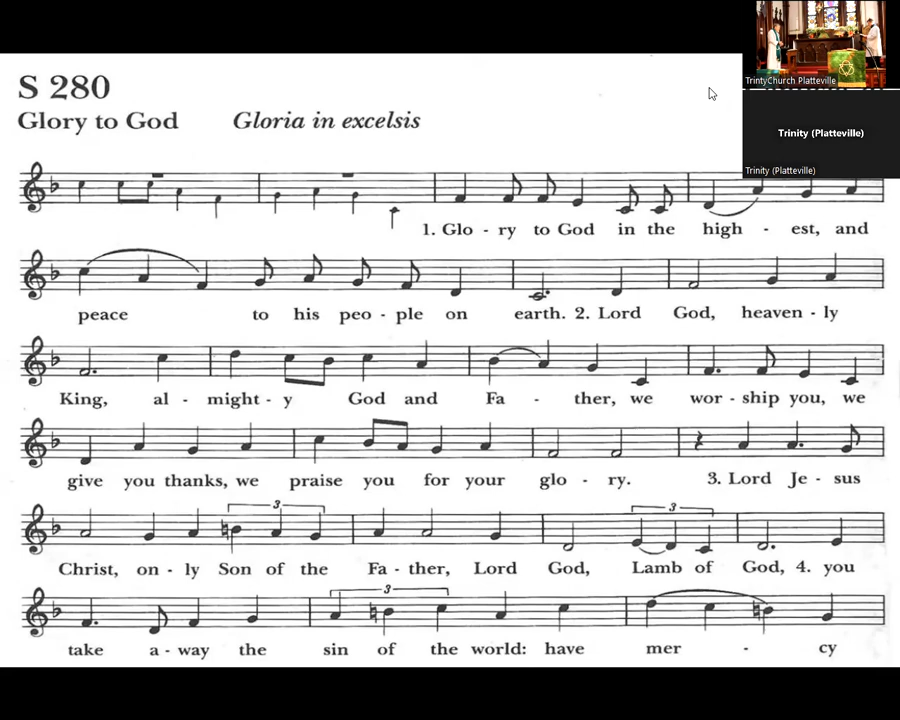 TrintyChurch Platteville
Trinity (Platteville)
Trinity (Platteville)
S 280
Glory to God Gloria in excelsis
1. Glo - ry to God in the high - est, and
peace to his peo - ple on earth. 2. Lord God, heaven - ly
King, al - might - y God and Fa - ther, we wor - ship you, we
give you thanks, we praise you for your glo - ry. 3. Lord Je - sus
3 3
Christ, on - ly Son of the Fa - ther, Lord God, Lamb of God, 4. you
3
take a - way the sin of the world: have mer - cy